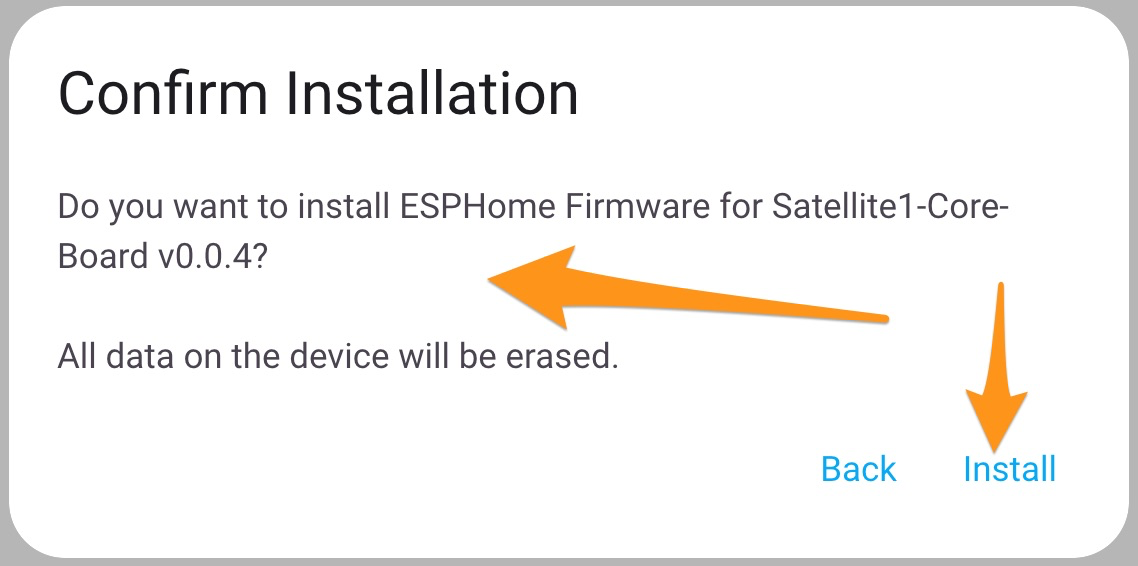 Confirm Installation
Do you want to install ESPHome Firmware for Satellite1-Core-
Board v0.0.4?
All data on the device will be erased.
Back Install